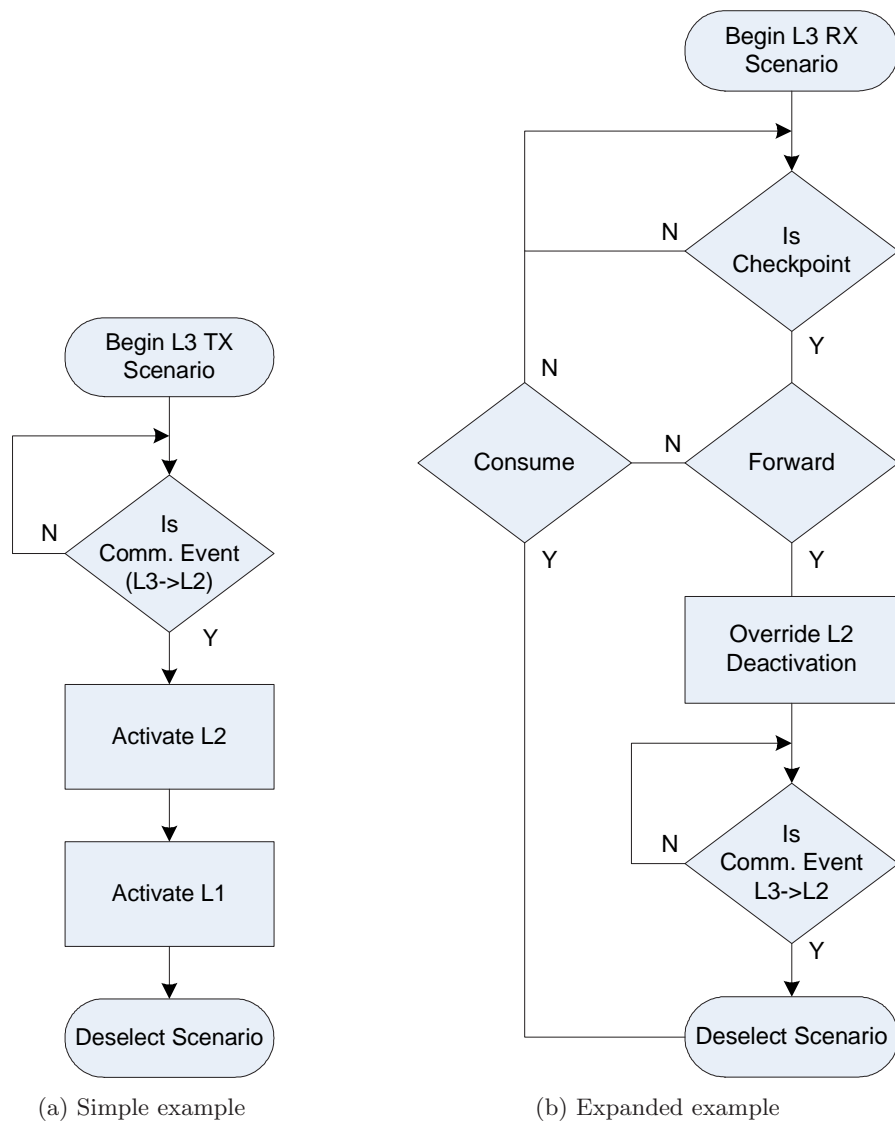 Begin L3 TX
Scenario
N
Is
Comm. Event
(L3->L2)
Y
Activate L2
Activate L1
Deselect Scenario
(a) Simple example
Begin L3 RX
Scenario
N
Is
Checkpoint
Y
N
Consume
N
Forward
Y
Y
Override L2
Deactivation
N
Is
Comm. Event
L3->L2
Y
Deselect Scenario
(b) Expanded example